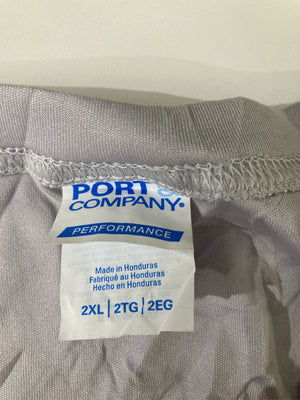 PORT &
COMPANY®
PERFORMANCE
Made in Honduras
Fabriqué au Honduras
Hecho en Honduras
2XL | 2TG | 2EG